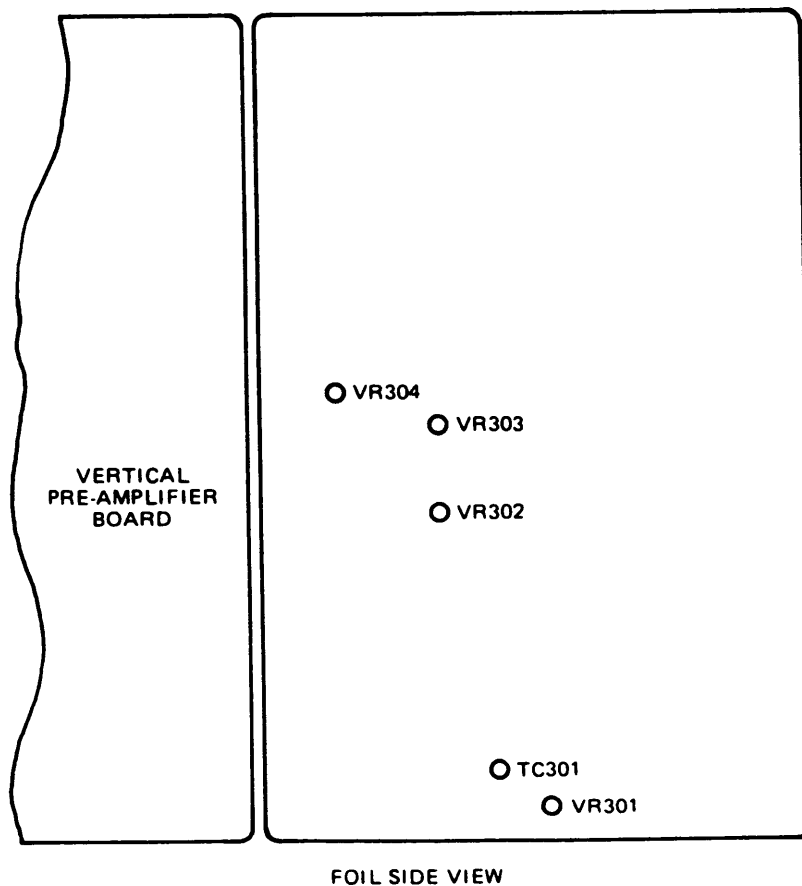 VR304
VR303
VERTICAL
PRE-AMPLIFIER
BOARD
VR302
TC301
VR301
FOIL SIDE VIEW